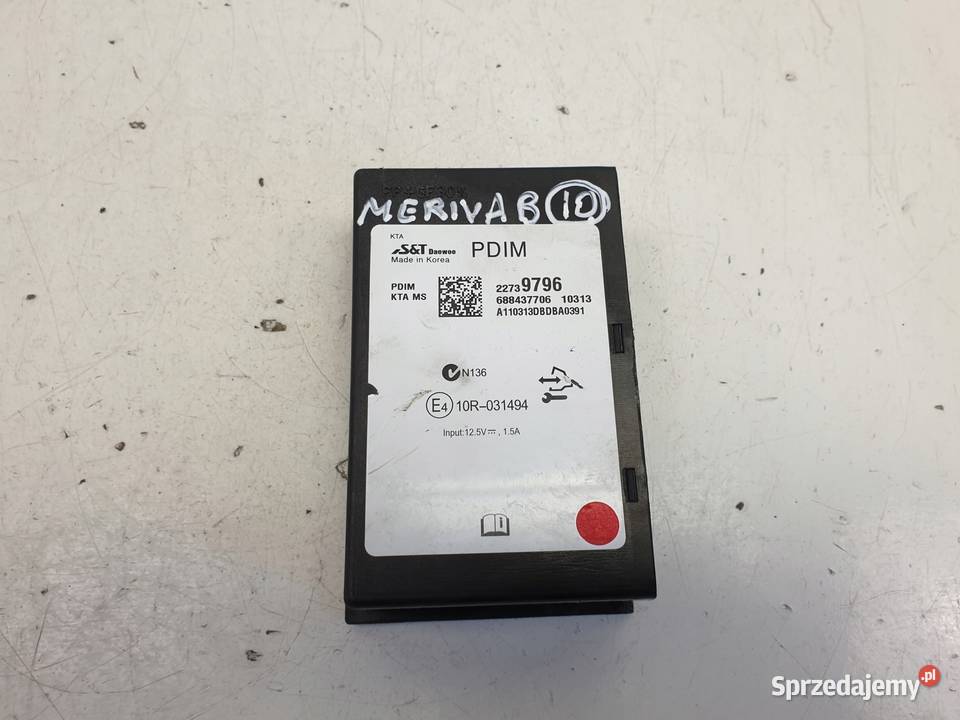 MERIVA B 10
KTA
S&T Daewoo PDIM
Made in Korea
PDIM 22739796
KTA MS 688437706 10313
A110313DBDBA0391
N136
E4 10R-031494
Input:12.5V⎓, 1.5A
i
Sprzedajemy.pl